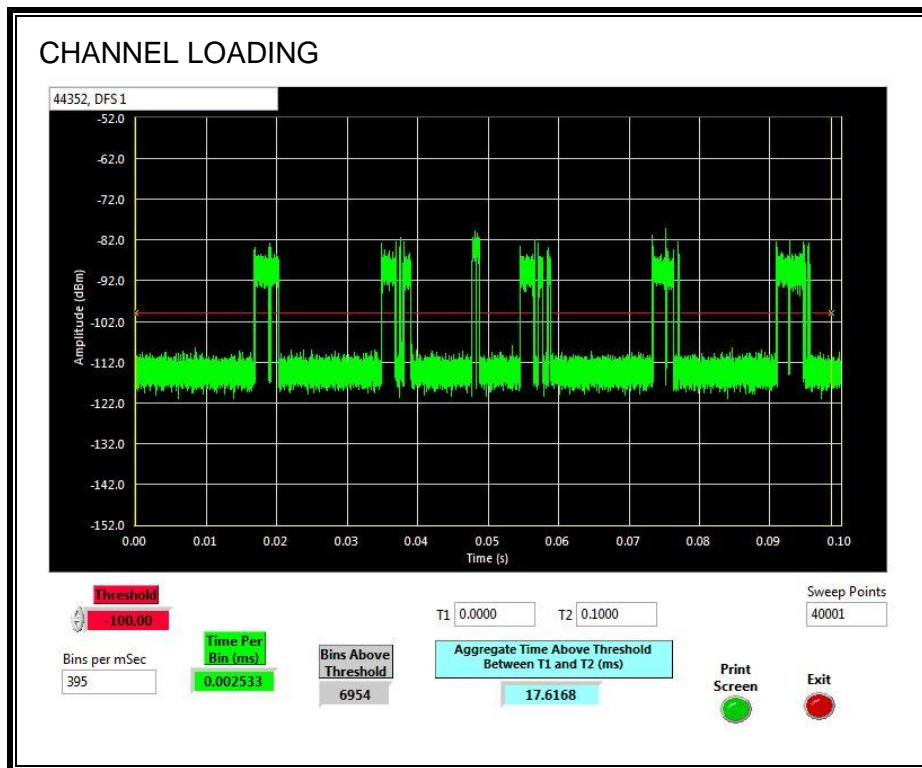 CHANNEL LOADING
44352, DFS 1
-52.0
-62.0
-72.0
-82.0
-92.0
-102.0
-112.0
-122.0
-132.0
-142.0
-152.0
Amplitude (dBm)
0.00 0.01 0.02 0.03 0.04 0.05 0.06 0.07 0.08 0.09 0.10
Time (s)
Threshold
-100.00
Bins per mSec
395
Time Per
Bin (ms)
0.002533
Bins Above
Threshold
6954
T1 0.0000 T2 0.1000
Aggregate Time Above Threshold
Between T1 and T2 (ms)
17.6168
Sweep Points
40001
Print
Screen
Exit